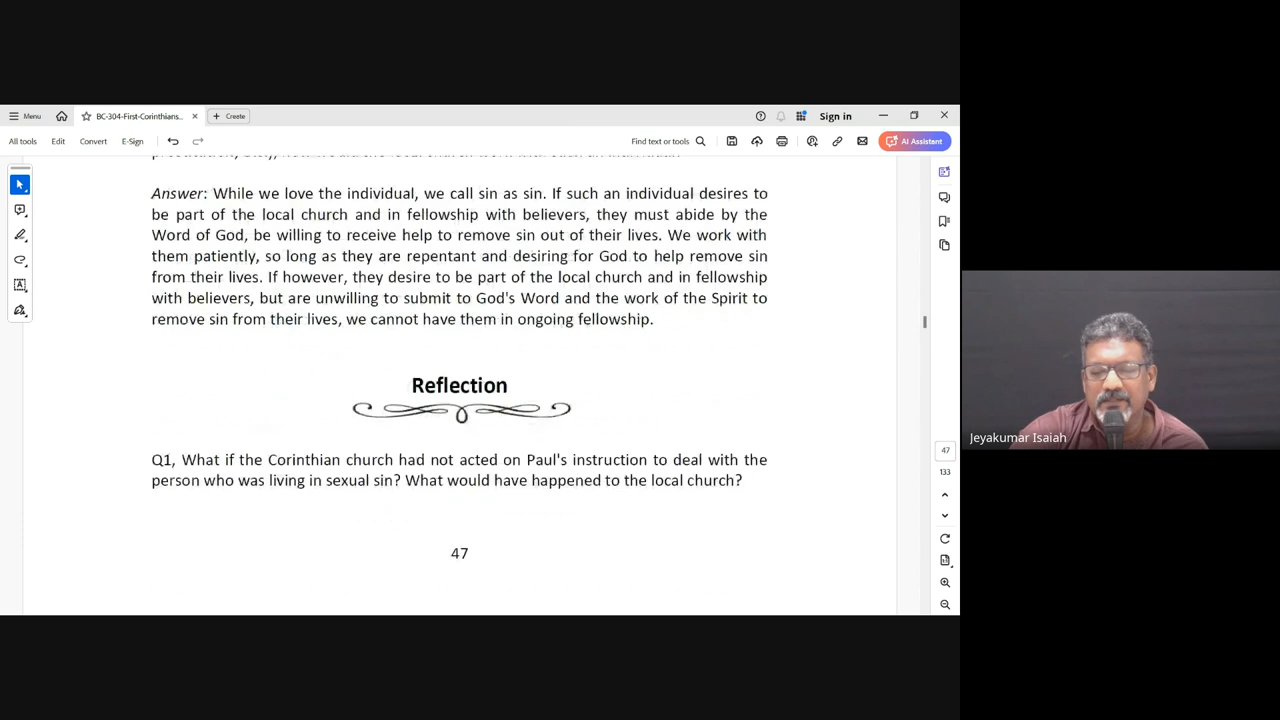 Menu
BC-304-First-Corinthians...
Create
Sign in
All tools
Edit
Convert
E-Sign
Find text or tools
AI Assistant
Answer: While we love the individual, we call sin as sin. If such an individual desires to
be part of the local church and in fellowship with believers, they must abide by the
Word of God, be willing to receive help to remove sin out of their lives. We work with
them patiently, so long as they are repentant and desiring for God to help remove sin
from their lives. If however, they desire to be part of the local church and in fellowship
with believers, but are unwilling to submit to God's Word and the work of the Spirit to
remove sin from their lives, we cannot have them in ongoing fellowship.
Reflection
Q1, What if the Corinthian church had not acted on Paul's instruction to deal with the
person who was living in sexual sin? What would have happened to the local church?
47
47
133
Jeyakumar Isaiah